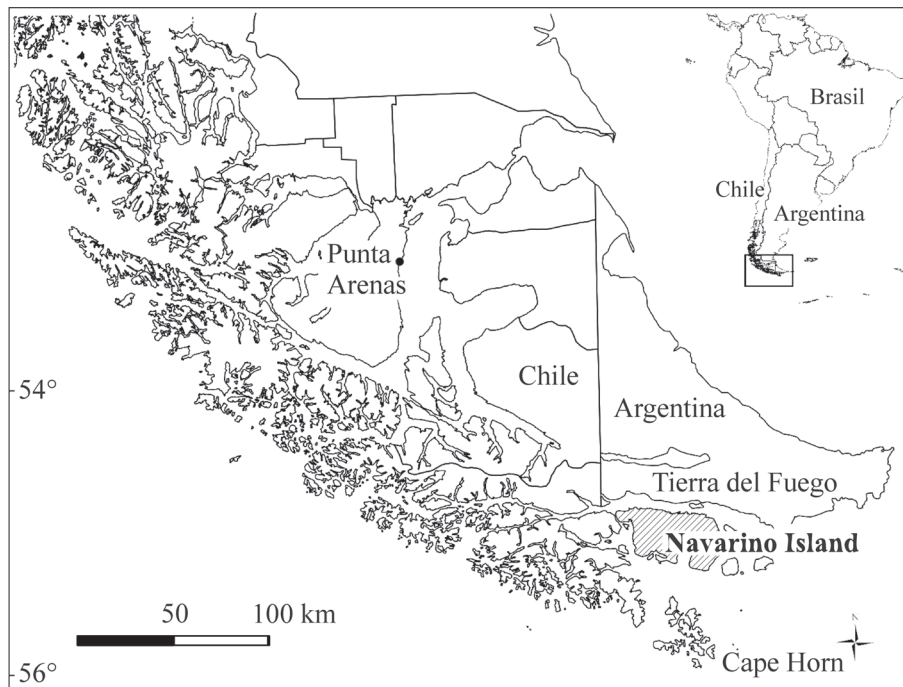 Brasil
Chile
Argentina
Punta
Arenas
54°
Chile
Argentina
Tierra del Fuego
Navarino Island
50
100 km
N
Cape Horn
56°